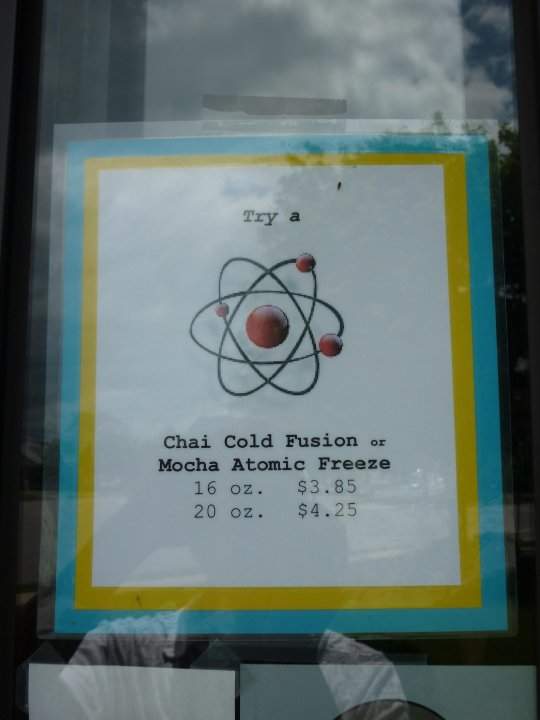 Try a
Chai Cold Fusion or
Mocha Atomic Freeze
16 oz. $3.85
20 oz. $4.25